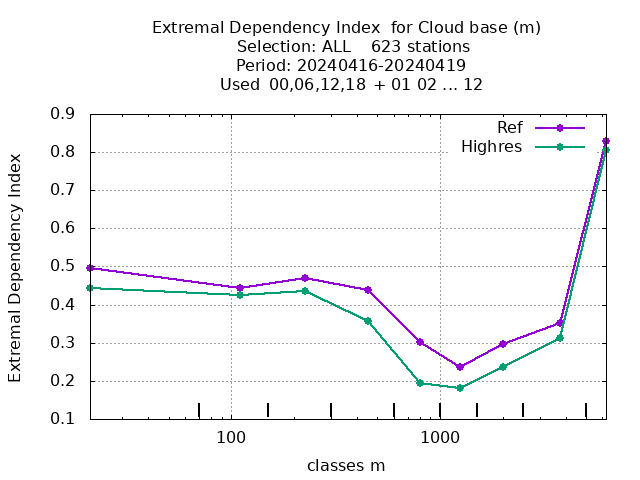 Extremal Dependency Index  for Cloud base (m)
Selection: ALL    623 stations
Period: 20240416-20240419
Used  00,06,12,18  + 01 02 ... 12
Ref
Highres
0.9
0.8
0.7
0.6
0.5
0.4
0.3
0.2
0.1
Extremal Dependency Index
100 1000
classes m